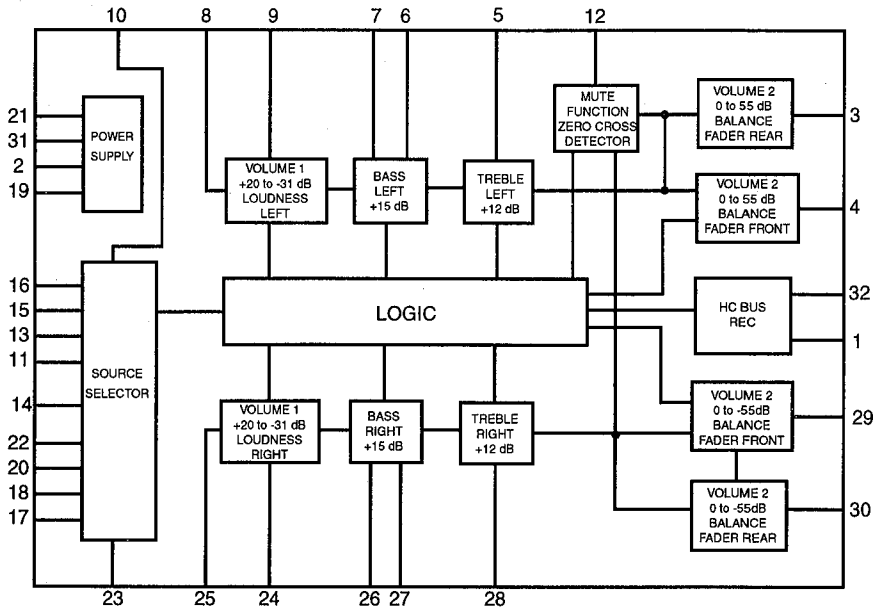 10
8
9
7
6
5
12
21
31
2
19
POWER
SUPPLY
VOLUME 1
+20 to -31 dB
LOUDNESS
LEFT
BASS
LEFT
+15 dB
TREBLE
LEFT
+12 dB
MUTE
FUNCTION
ZERO CROSS
DETECTOR
VOLUME 2
0 to 55 dB
BALANCE
FADER REAR
3
VOLUME 2
0 to 55 dB
BALANCE
FADER FRONT
4
16
15
13
11
14
22
20
18
17
SOURCE
SELECTOR
LOGIC
HC BUS
REC
32
1
VOLUME 1
+20 to -31 dB
LOUDNESS
RIGHT
BASS
RIGHT
+15 dB
TREBLE
RIGHT
+12 dB
VOLUME 2
0 to -55dB
BALANCE
FADER FRONT
29
VOLUME 2
0 to -55dB
BALANCE
FADER REAR
30
23
25
24
26
27
28